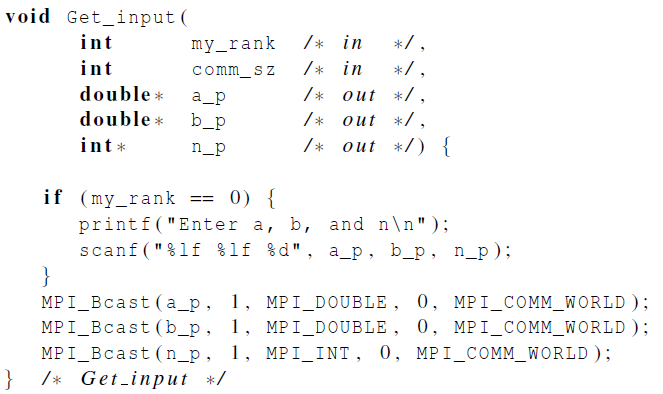 void Get_input(
int my_rank /* in */,
int comm_sz /* in */,
double* a_p /* out */,
double* b_p /* out */,
int* n_p /* out */) {
if (my_rank == 0) {
printf("Enter a, b, and n\n");
scanf("%lf %lf %d", a_p, b_p, n_p);
}
MPI_Bcast(a_p, 1, MPI_DOUBLE, 0, MPI_COMM_WORLD);
MPI_Bcast(b_p, 1, MPI_DOUBLE, 0, MPI_COMM_WORLD);
MPI_Bcast(n_p, 1, MPI_INT, 0, MPI_COMM_WORLD);
} /* Get_input */